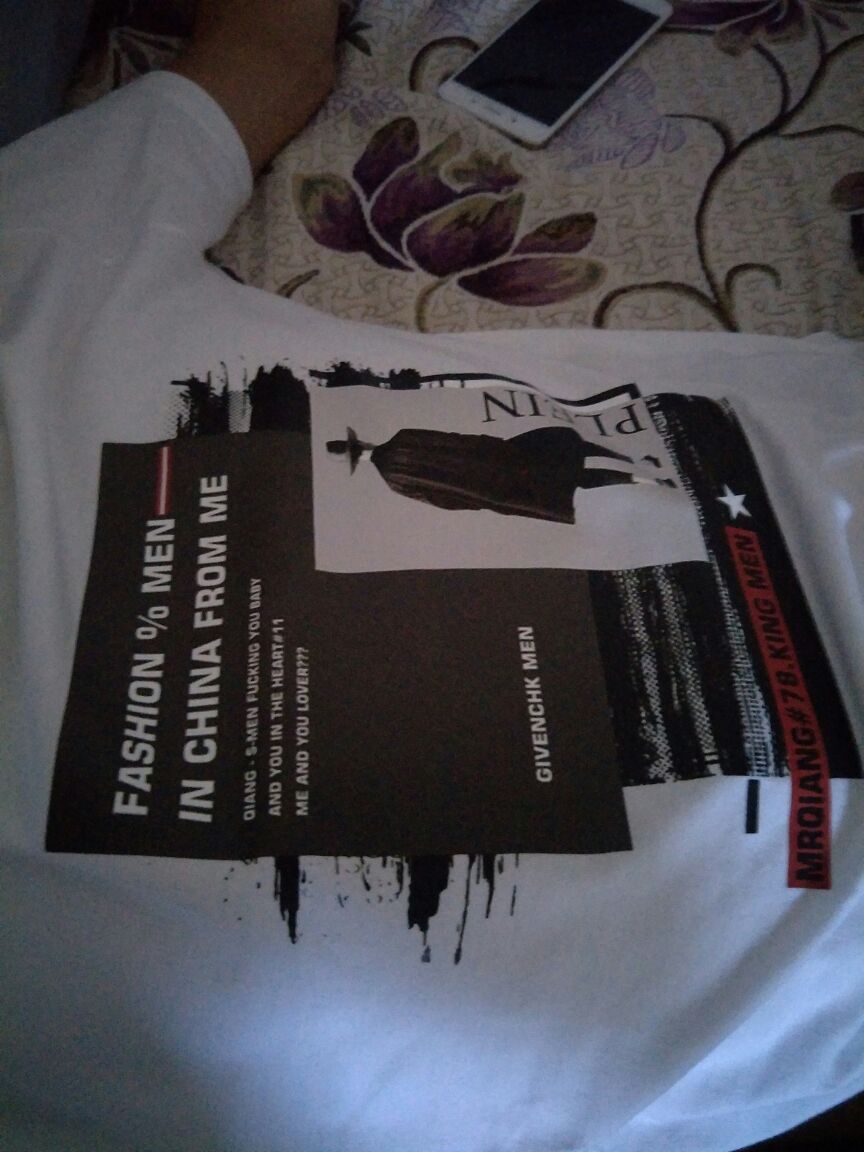 FASHION % MEN
IN CHINA FROM ME
QIANG - S-MEN FUCKING YOU BABY
AND YOU IN THE HEART#11
ME AND YOU LOVER???
GIVENCHK MEN
MRQIANG#78.KING MEN